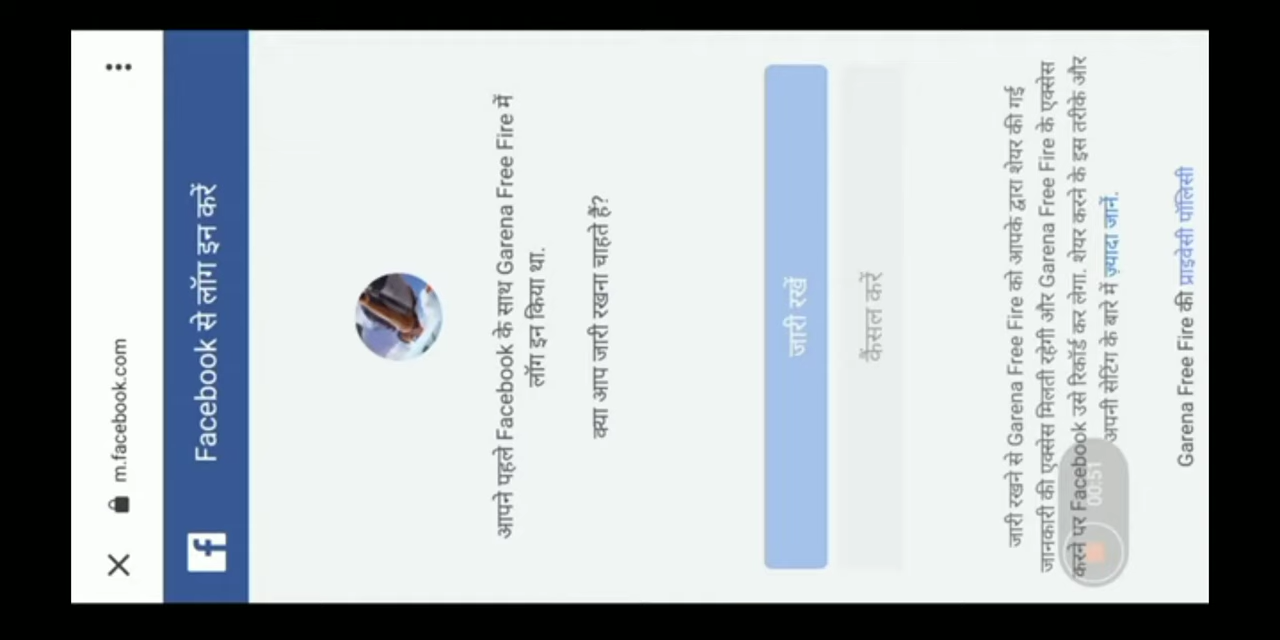 m.facebook.com
Facebook से लॉग इन करें
आपने पहले Facebook के साथ Garena Free Fire में
लॉग इन किया था.
क्या आप जारी रखना चाहते हैं?
जारी रखें
कैंसल करें
जारी रखने से Garena Free Fire को आपके द्वारा शेयर की गई
जानकारी की एक्सेस मिलती रहेगी और Garena Free Fire के एक्सेस
करने पर Facebook उसे रिकॉर्ड कर लेगा. शेयर करने के इस तरीके और
अपनी सेटिंग के बारे में ज़्यादा जानें.
00:51
Garena Free Fire की प्राइवेसी पॉलिसी